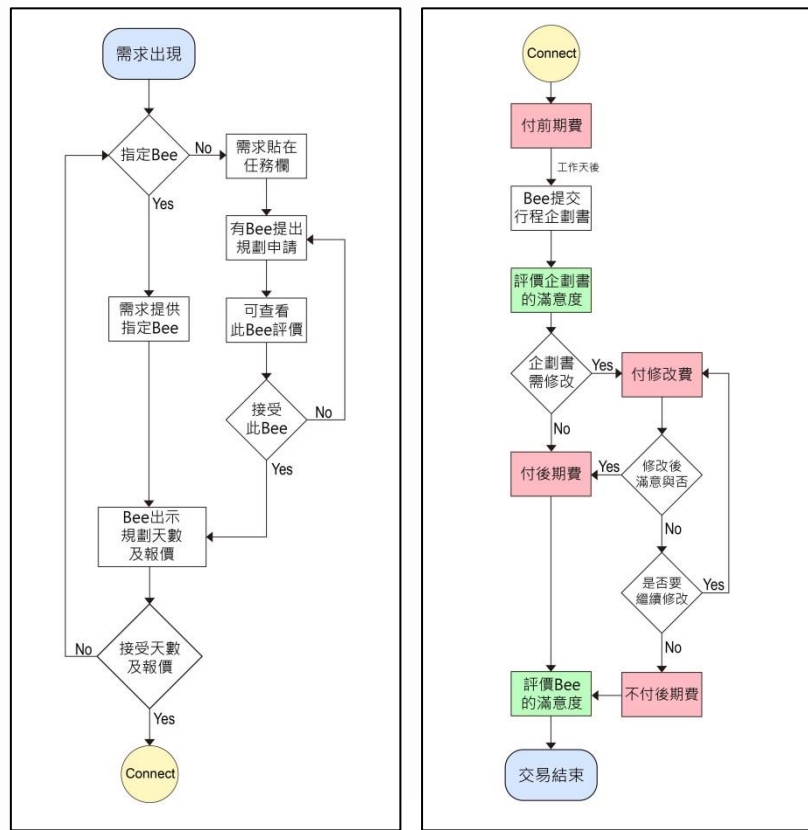 需求出現
指定Bee
No
需求貼在
任務欄
Yes
有Bee提出
規劃申請
需求提供
指定Bee
可查看
此Bee評價
接受
此Bee
No
Yes
Bee出示
規劃天數
及報價
No
接受天數
及報價
Yes
Connect
Connect
付前期費
工作天後
Bee提交
行程企劃書
評價企劃書
的滿意度
企劃書
需修改
Yes
付修改費
No
付後期費
Yes
修改後
滿意與否
No
是否要
繼續修改
Yes
No
評價Bee
的滿意度
不付後期費
交易結束